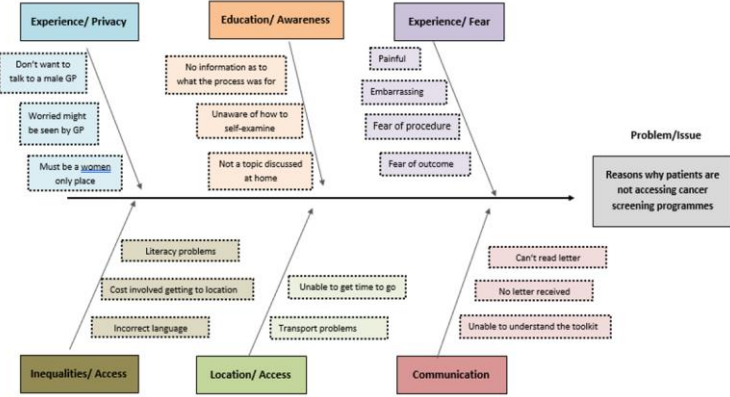 Experience/ Privacy
Education/ Awareness
Experience/ Fear
Don't want to
talk to a male GP
Worried might
be seen by GP
Must be a women
only place
No information as to
what the process was for
Unaware of how to
self-examine
Not a topic discussed
at home
Painful
Embarrassing
Fear of procedure
Fear of outcome
Problem/Issue
Reasons why patients are
not accessing cancer
screening programmes
Literacy problems
Cost involved getting to location
Incorrect language
Unable to get time to go
Transport problems
Can't read letter
No letter received
Unable to understand the toolkit
Inequalities/ Access
Location/ Access
Communication